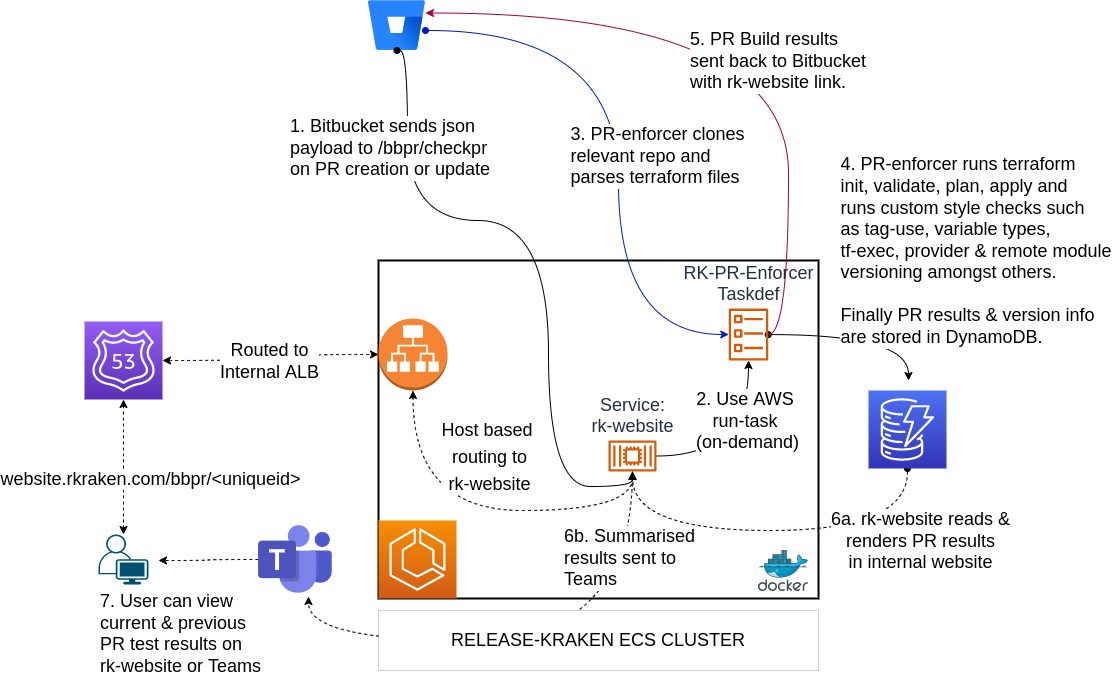 5. PR Build results
sent back to Bitbucket
with rk-website link.
1. Bitbucket sends json
payload to /bbpr/checkpr
on PR creation or update
3. PR-enforcer clones
relevant repo and
parses terraform files
4. PR-enforcer runs terraform
init, validate, plan, apply and
runs custom style checks such
as tag-use, variable types,
tf-exec, provider & remote module
versioning amongst others.
Finally PR results & version info
are stored in DynamoDB.
RK-PR-Enforcer
Taskdef
53
Routed to
Internal ALB
Service:
rk-website
2. Use AWS
run-task
(on-demand)
Host based
routing to
rk-website
website.rkraken.com/bbpr/<uniqueid>
6a. rk-website reads &
renders PR results
in internal website
6b. Summarised
results sent to
Teams
T
docker
7. User can view
current & previous
PR test results on
rk-website or Teams
RELEASE-KRAKEN ECS CLUSTER